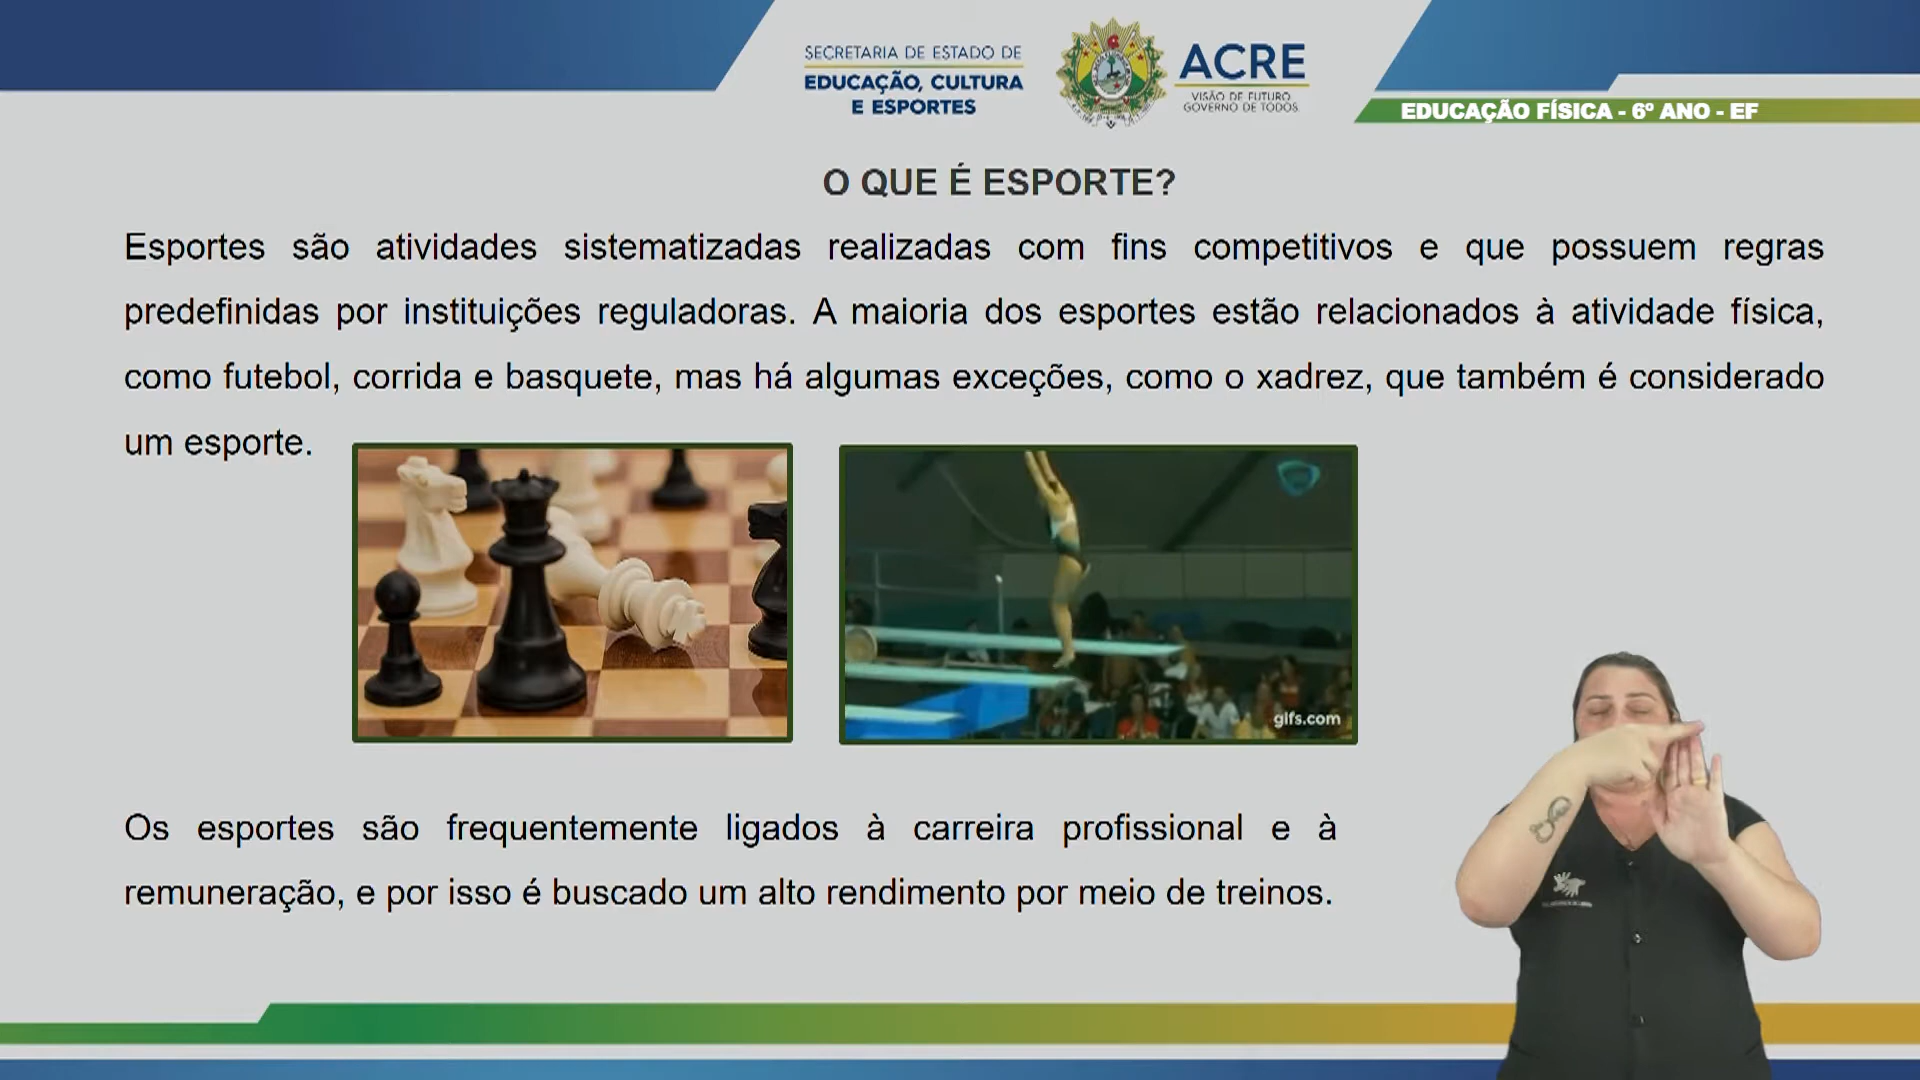 SECRETARIA DE ESTADO DE
EDUCAÇÃO, CULTURA
E ESPORTES
ACRE
VISÃO DE FUTURO
GOVERNO DE TODOS
EDUCAÇÃO FÍSICA - 6º ANO - EF
O QUE É ESPORTE?
Esportes são atividades sistematizadas realizadas com fins competitivos e que possuem regras
predefinidas por instituições reguladoras. A maioria dos esportes estão relacionados à atividade física,
como futebol, corrida e basquete, mas há algumas exceções, como o xadrez, que também é considerado
um esporte.
gifs.com
Os esportes são frequentemente ligados à carreira profissional e à
remuneração, e por isso é buscado um alto rendimento por meio de treinos.